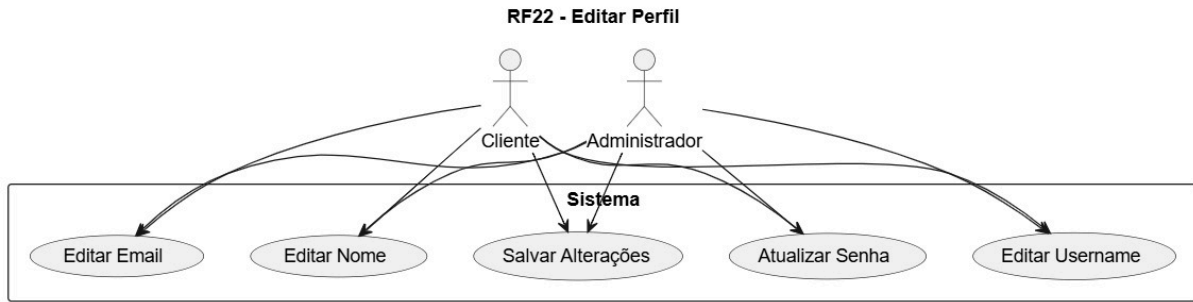 RF22 - Editar Perfil
Cliente
Administrador
Sistema
Editar Email
Editar Nome
Salvar Alterações
Atualizar Senha
Editar Username